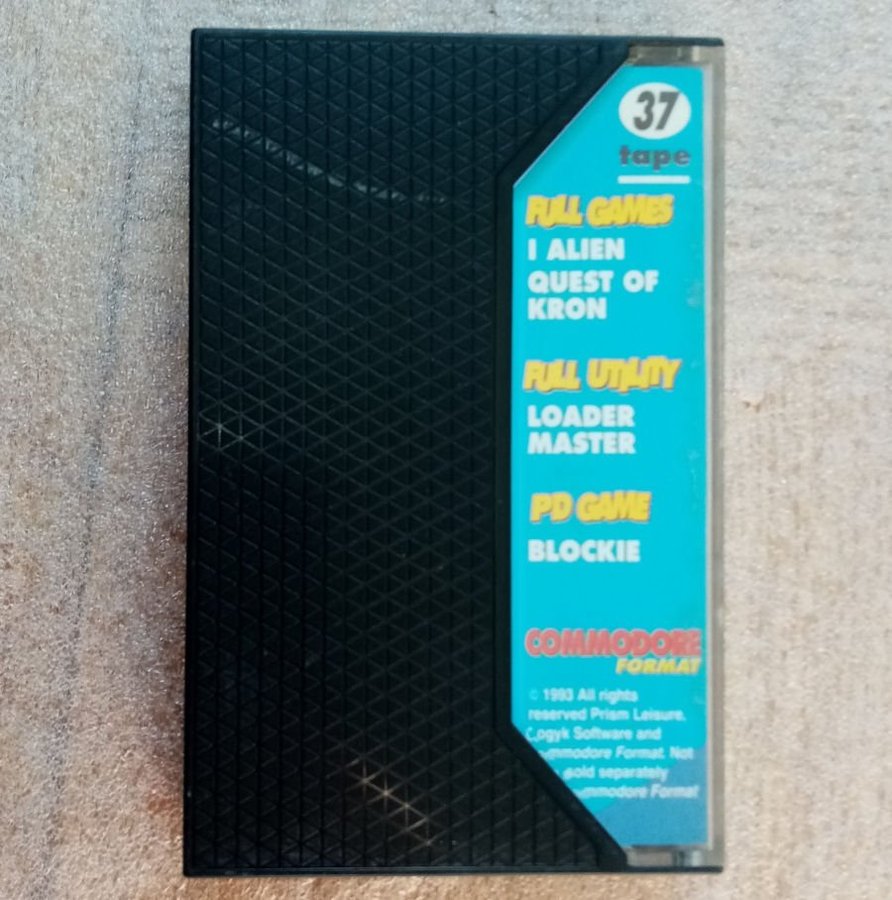 37
tape
FULL GAMES
I ALIEN
QUEST OF
KRON
FULL UTILITY
LOADER
MASTER
PD GAME
BLOCKIE
COMMODORE
FORMAT
© 1993 All rights
reserved Prism Leisure,
Software and
Format. Not
sold separately
Format